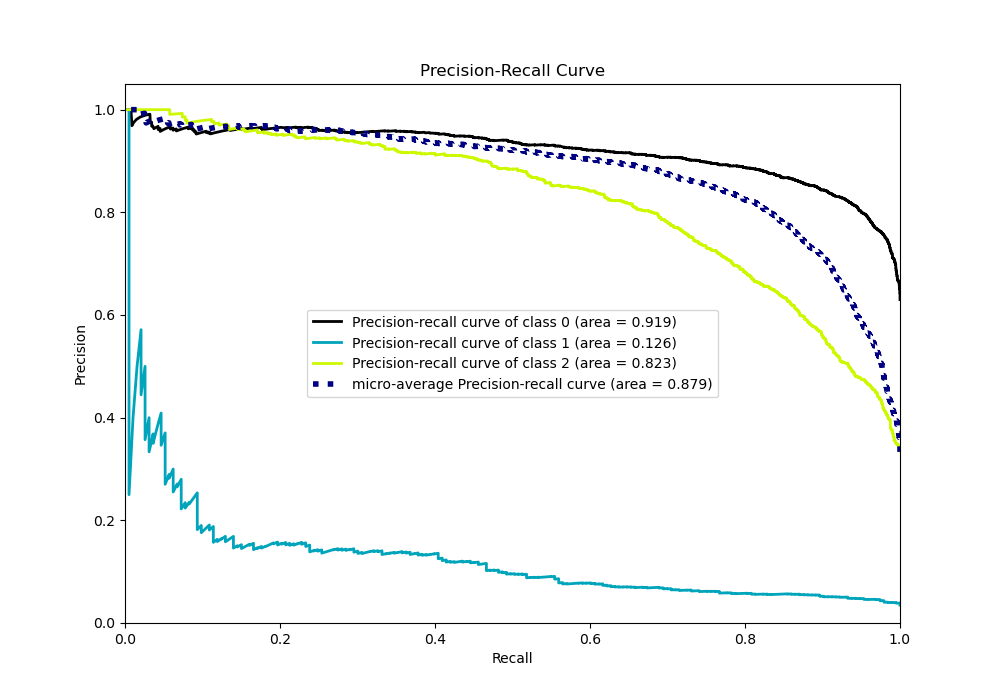 Precision-Recall Curve
1.0
0.8
0.6
0.4
0.2
0.0
Precision
Precision-recall curve of class 0 (area = 0.919)
Precision-recall curve of class 1 (area = 0.126)
Precision-recall curve of class 2 (area = 0.823)
micro-average Precision-recall curve (area = 0.879)
0.0 0.2 0.4 0.6 0.8 1.0
Recall